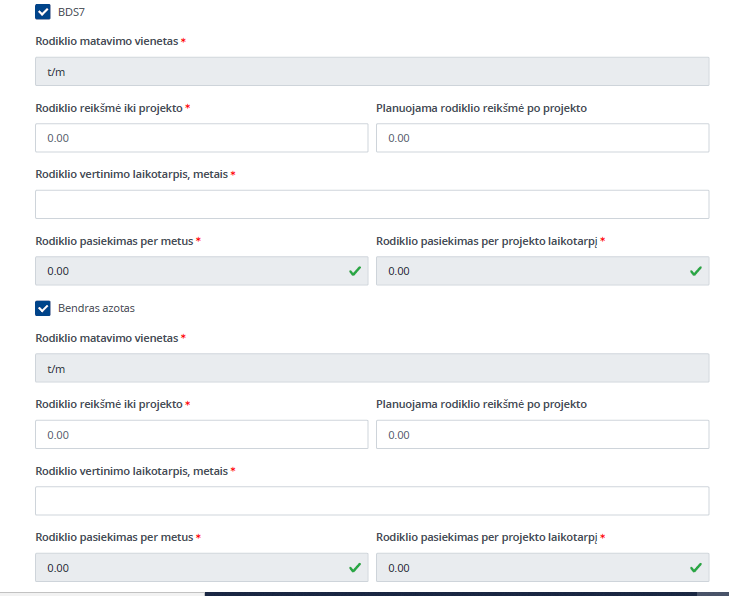 BDS7
Rodiklio matavimo vienetas *
t/m
Rodiklio reikšmė iki projekto * Planuojama rodiklio reikšmė po projekto
0.00 0.00
Rodiklio vertinimo laikotarpis, metais *
Rodiklio pasiekimas per metus * Rodiklio pasiekimas per projekto laikotarpį *
0.00 0.00
Bendras azotas
Rodiklio matavimo vienetas *
t/m
Rodiklio reikšmė iki projekto * Planuojama rodiklio reikšmė po projekto
0.00 0.00
Rodiklio vertinimo laikotarpis, metais *
Rodiklio pasiekimas per metus * Rodiklio pasiekimas per projekto laikotarpį *
0.00 0.00